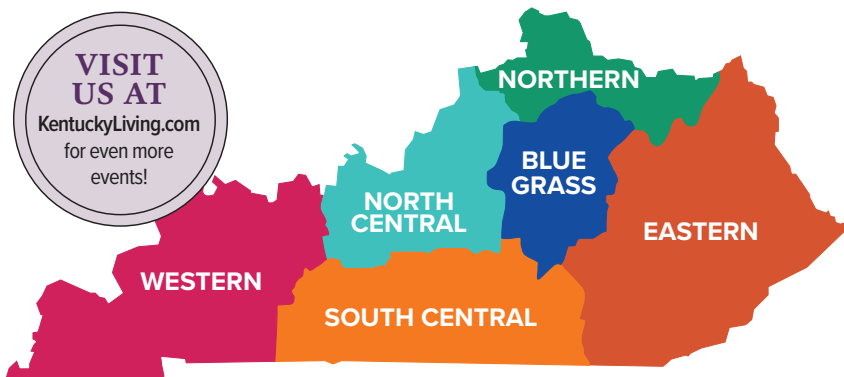 VISIT
US AT
KentuckyLiving.com
for even more
events!
NORTHERN
BLUE
GRASS
NORTH
CENTRAL
EASTERN
WESTERN
SOUTH CENTRAL